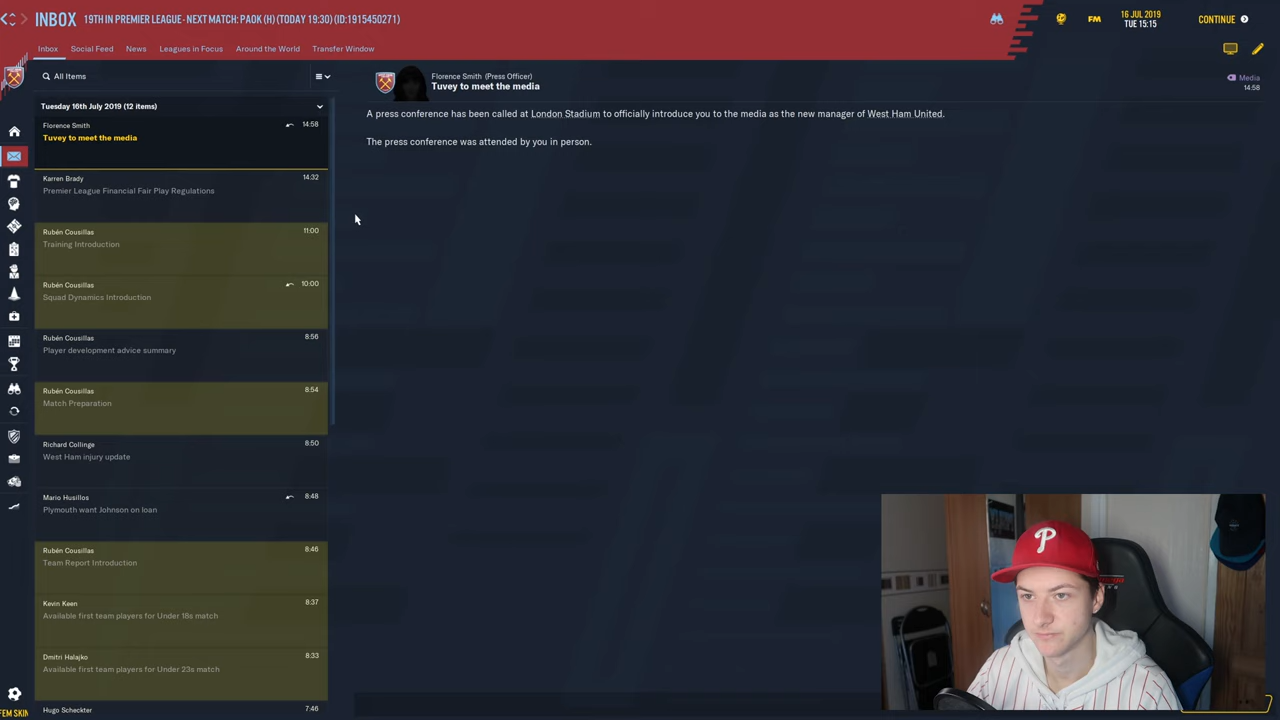 INBOX
19TH IN PREMIER LEAGUE - NEXT MATCH: PAOK (H) (TODAY 19:30) (ID:1915450271)
FM
16 JUL 2019
TUE 15:15
CONTINUE
Inbox Social Feed News Leagues in Focus Around the World Transfer Window
All Items
Tuesday 16th July 2019 (12 items)
Florence Smith 14:58
Tuvey to meet the media
Karren Brady 14:32
Premier League Financial Fair Play Regulations
Rubén Cousillas 11:00
Training Introduction
Rubén Cousillas 10:00
Squad Dynamics Introduction
Rubén Cousillas 8:56
Player development advice summary
Rubén Cousillas 8:54
Match Preparation
Richard Collinge 8:50
West Ham injury update
Mario Husillos 8:48
Plymouth want Johnson on loan
Rubén Cousillas 8:46
Team Report Introduction
Kevin Keen 8:37
Available first team players for Under 18s match
Dmitri Halajko 8:33
Available first team players for Under 23s match
Hugo Scheckter 7:46
Florence Smith (Press Officer)
Tuvey to meet the media
Media
14:58
A press conference has been called at London Stadium to officially introduce you to the media as the new manager of West Ham United.
The press conference was attended by you in person.
FEM SKIN
P